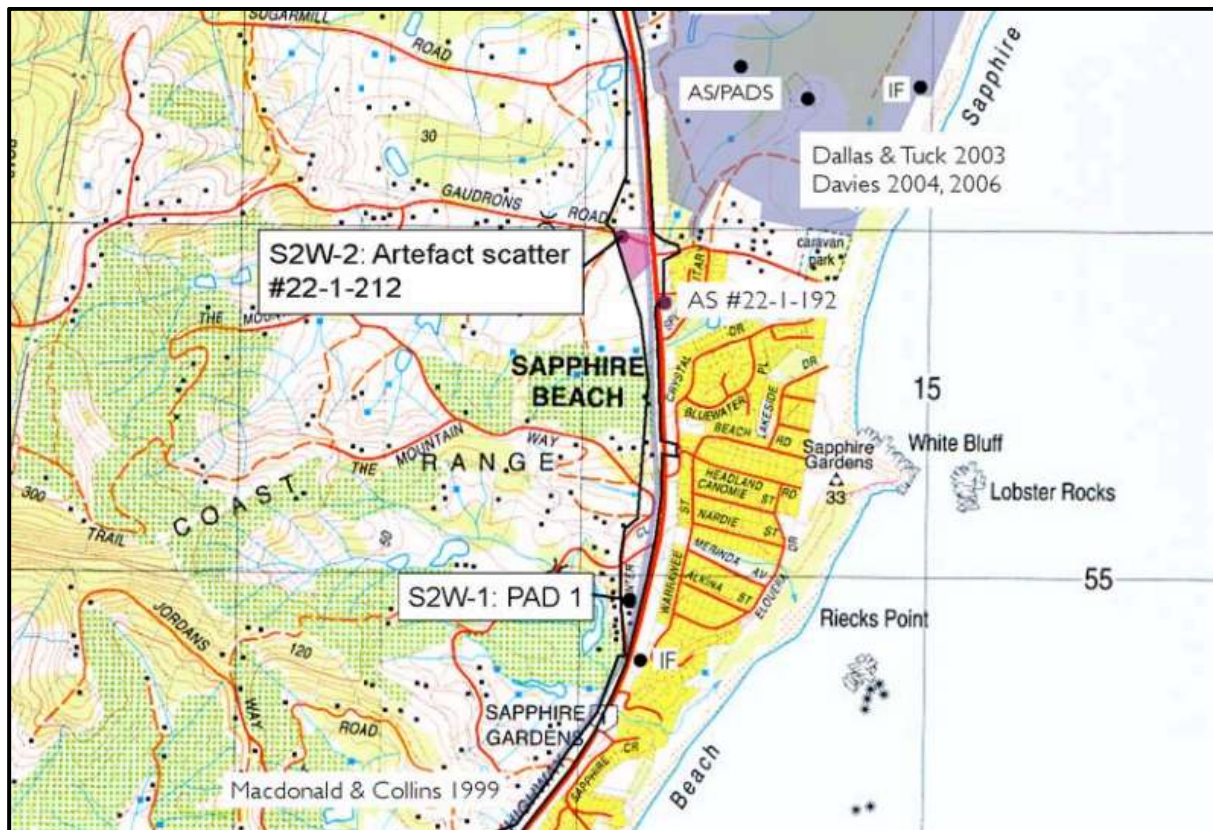 SUGARMILL
ROAD
AS/PADS
IF
Sapphire
30
Dallas & Tuck 2003
Davies 2004, 2006
GAUDRONS
ROAD
S2W-2: Artefact scatter
#22-1-212
caravan
park
AS #22-1-192
THE
DR
CRYSTAL
PL
DR
LAKESIDE
SAPPHIRE
BEACH
15
BLUEWATER
BEACH RD
THE MOUNTAIN WAY
Sapphire
Gardens
33
White Bluff
Lobster Rocks
COAST RANGE
HEADLAND RD
CANOMIE ST
ST
NARDIE ST
DR
300
TRAIL
50
MERINDA AV
ALKINA ST
ELOUERA
WARRAWEE
55
S2W-1: PAD 1
Riecks Point
JORDANS
WAY
120
ROAD
IF
SAPPHIRE
GARDENS
SAPPHIRE CR
HIGHWAY
Beach
Macdonald & Collins 1999